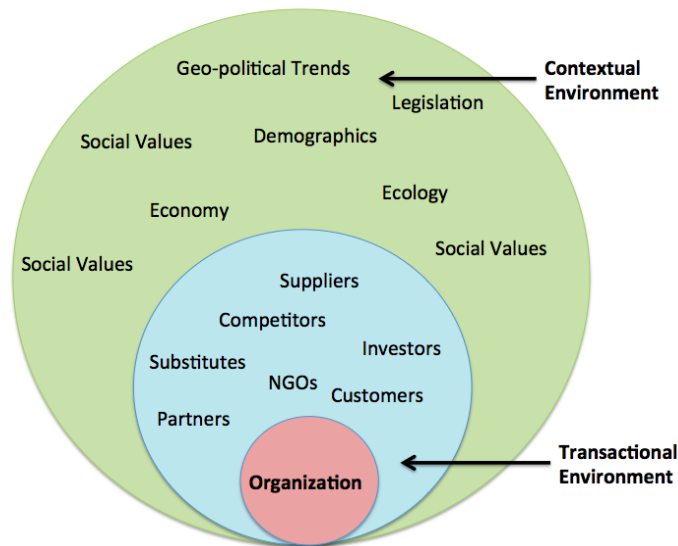 Geo-political Trends
Contextual
Environment
Legislation
Demographics
Social Values
Ecology
Economy
Social Values
Social Values
Suppliers
Competitors
Investors
Substitutes
NGOs
Customers
Partners
Transactional
Environment
Organization